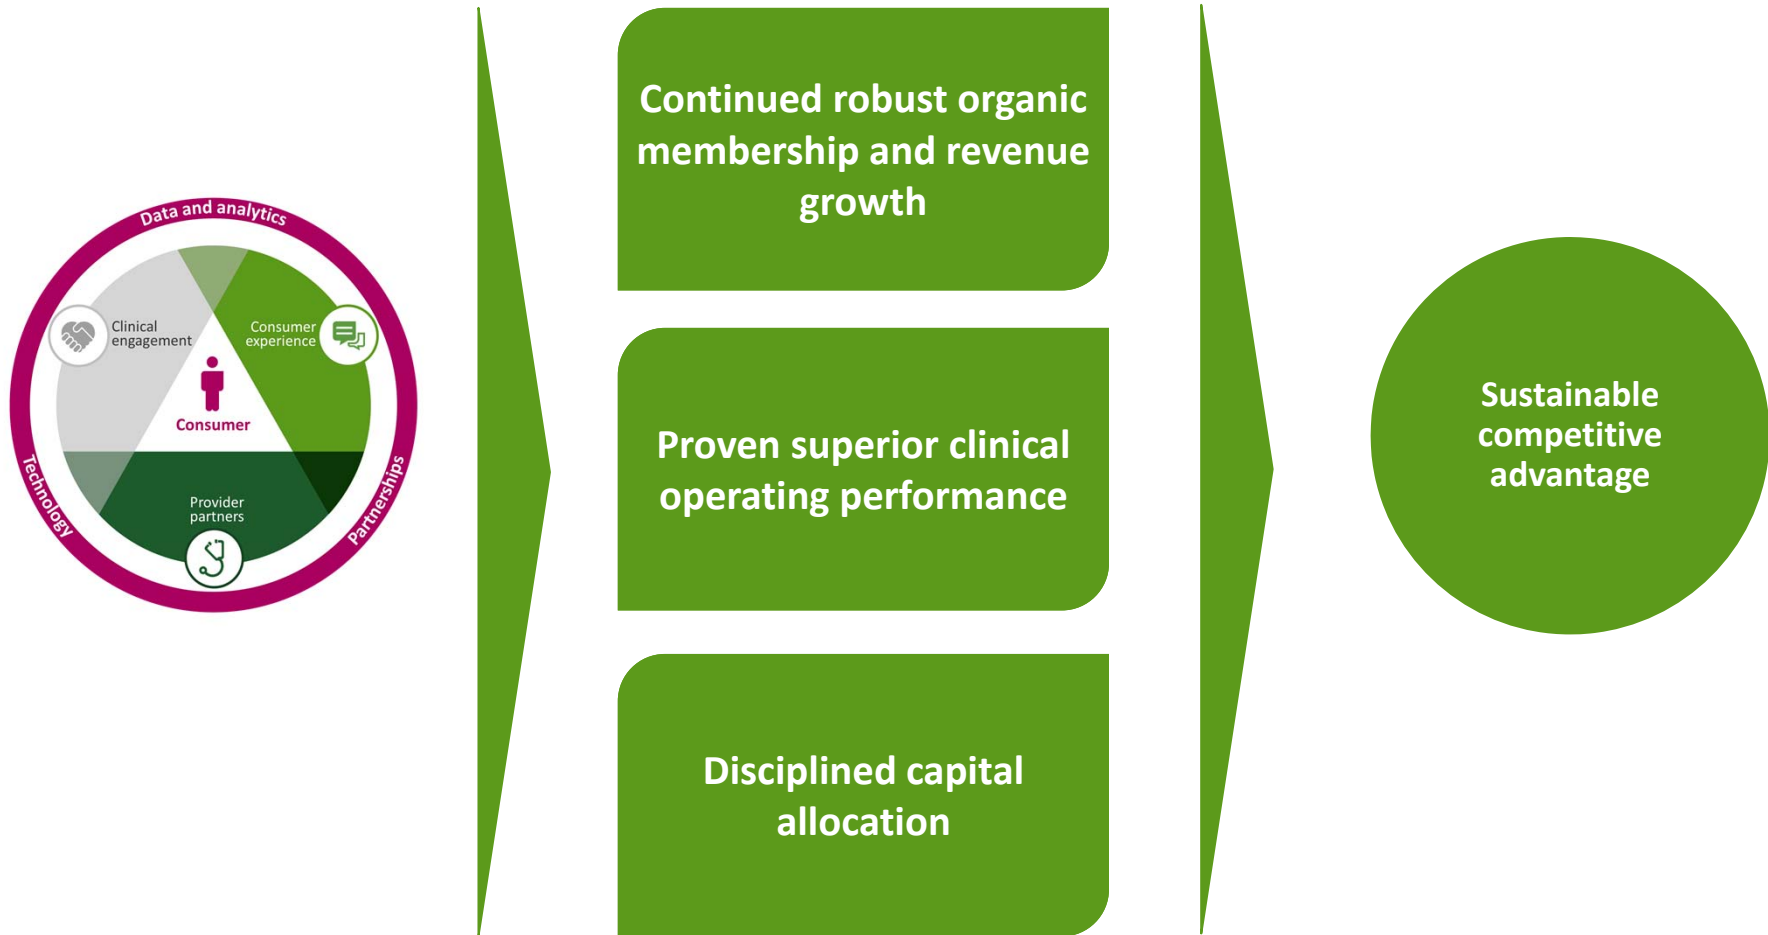 Data and analytics
Clinical
engagement
Consumer
experience
Consumer
Provider
partners
Technology
Partnerships
Continued robust organic
membership and revenue
growth
Proven superior clinical
operating performance
Disciplined capital
allocation
Sustainable
competitive
advantage